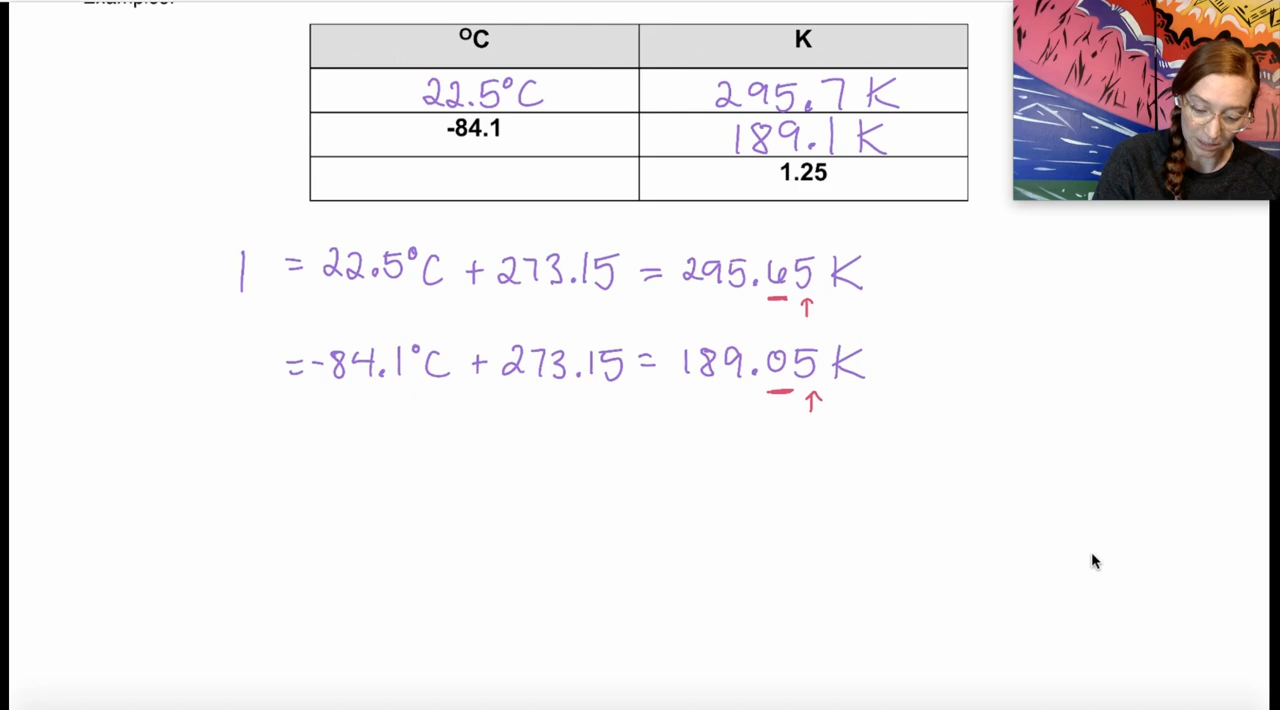 Examples:
°C K
22.5°C 295.7 K
-84.1 189.1 K
1.25
1 = 22.5°C + 273.15 = 295.65 K
↑
=-84.1°C + 273.15 = 189.05 K
↑